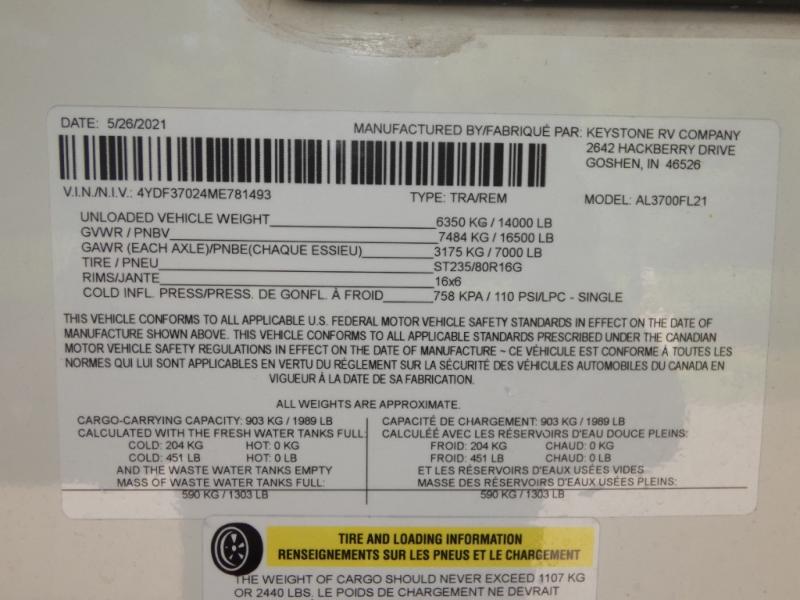 DATE: 5/26/2021
MANUFACTURED BY/FABRIQUÉ PAR: KEYSTONE RV COMPANY
2642 HACKBERRY DRIVE
GOSHEN, IN 46526
V.I.N./N.I.V.: 4YDF37024ME781493 TYPE: TRA/REM MODEL: AL3700FL21
UNLOADED VEHICLE WEIGHT 6350 KG / 14000 LB
GVWR / PNBV 7484 KG / 16500 LB
GAWR (EACH AXLE)/PNBE(CHAQUE ESSIEU) 3175 KG / 7000 LB
TIRE / PNEU ST235/80R16G
RIMS/JANTE 16x6
COLD INFL. PRESS/PRESS. DE GONFL. À FROID 758 KPA / 110 PSI/LPC - SINGLE
THIS VEHICLE CONFORMS TO ALL APPLICABLE U.S. FEDERAL MOTOR VEHICLE SAFETY STANDARDS IN EFFECT ON THE DATE OF
MANUFACTURE SHOWN ABOVE. THIS VEHICLE CONFORMS TO ALL APPLICABLE STANDARDS PRESCRIBED UNDER THE CANADIAN
MOTOR VEHICLE SAFETY REGULATIONS IN EFFECT ON THE DATE OF MANUFACTURE ~ CE VÉHICULE EST CONFORME À TOUTES LES
NORMES QUI LUI SONT APPLICABLES EN VERTU DU RÉGLEMENT SUR LA SÉCURITÉ DES VÉHICULES AUTOMOBILES DU CANADA EN
VIGUEUR À LA DATE DE SA FABRICATION.
ALL WEIGHTS ARE APPROXIMATE.
CARGO-CARRYING CAPACITY: 903 KG / 1989 LB
CALCULATED WITH THE FRESH WATER TANKS FULL:
COLD: 204 KG HOT: 0 KG
COLD: 451 LB HOT: 0 LB
AND THE WASTE WATER TANKS EMPTY
MASS OF WASTE WATER TANKS FULL:
590 KG / 1303 LB
CAPACITÉ DE CHARGEMENT: 903 KG / 1989 LB
CALCULÉE AVEC LES RÉSERVOIRS D'EAU DOUCE PLEINS:
FROID: 204 KG CHAUD: 0 KG
FROID: 451 LB CHAUD: 0 LB
ET LES RÉSERVOIRS D'EAU USÉES VIDES
MASSE DES RÉSERVOIRS D'EAU USÉES PLEINS:
590 KG / 1303 LB
TIRE AND LOADING INFORMATION
RENSEIGNEMENTS SUR LES PNEUS ET LE CHARGEMENT
THE WEIGHT OF CARGO SHOULD NEVER EXCEED 1107 KG
OR 2440 LBS. LE POIDS DE CHARGEMENT NE DEVRAIT